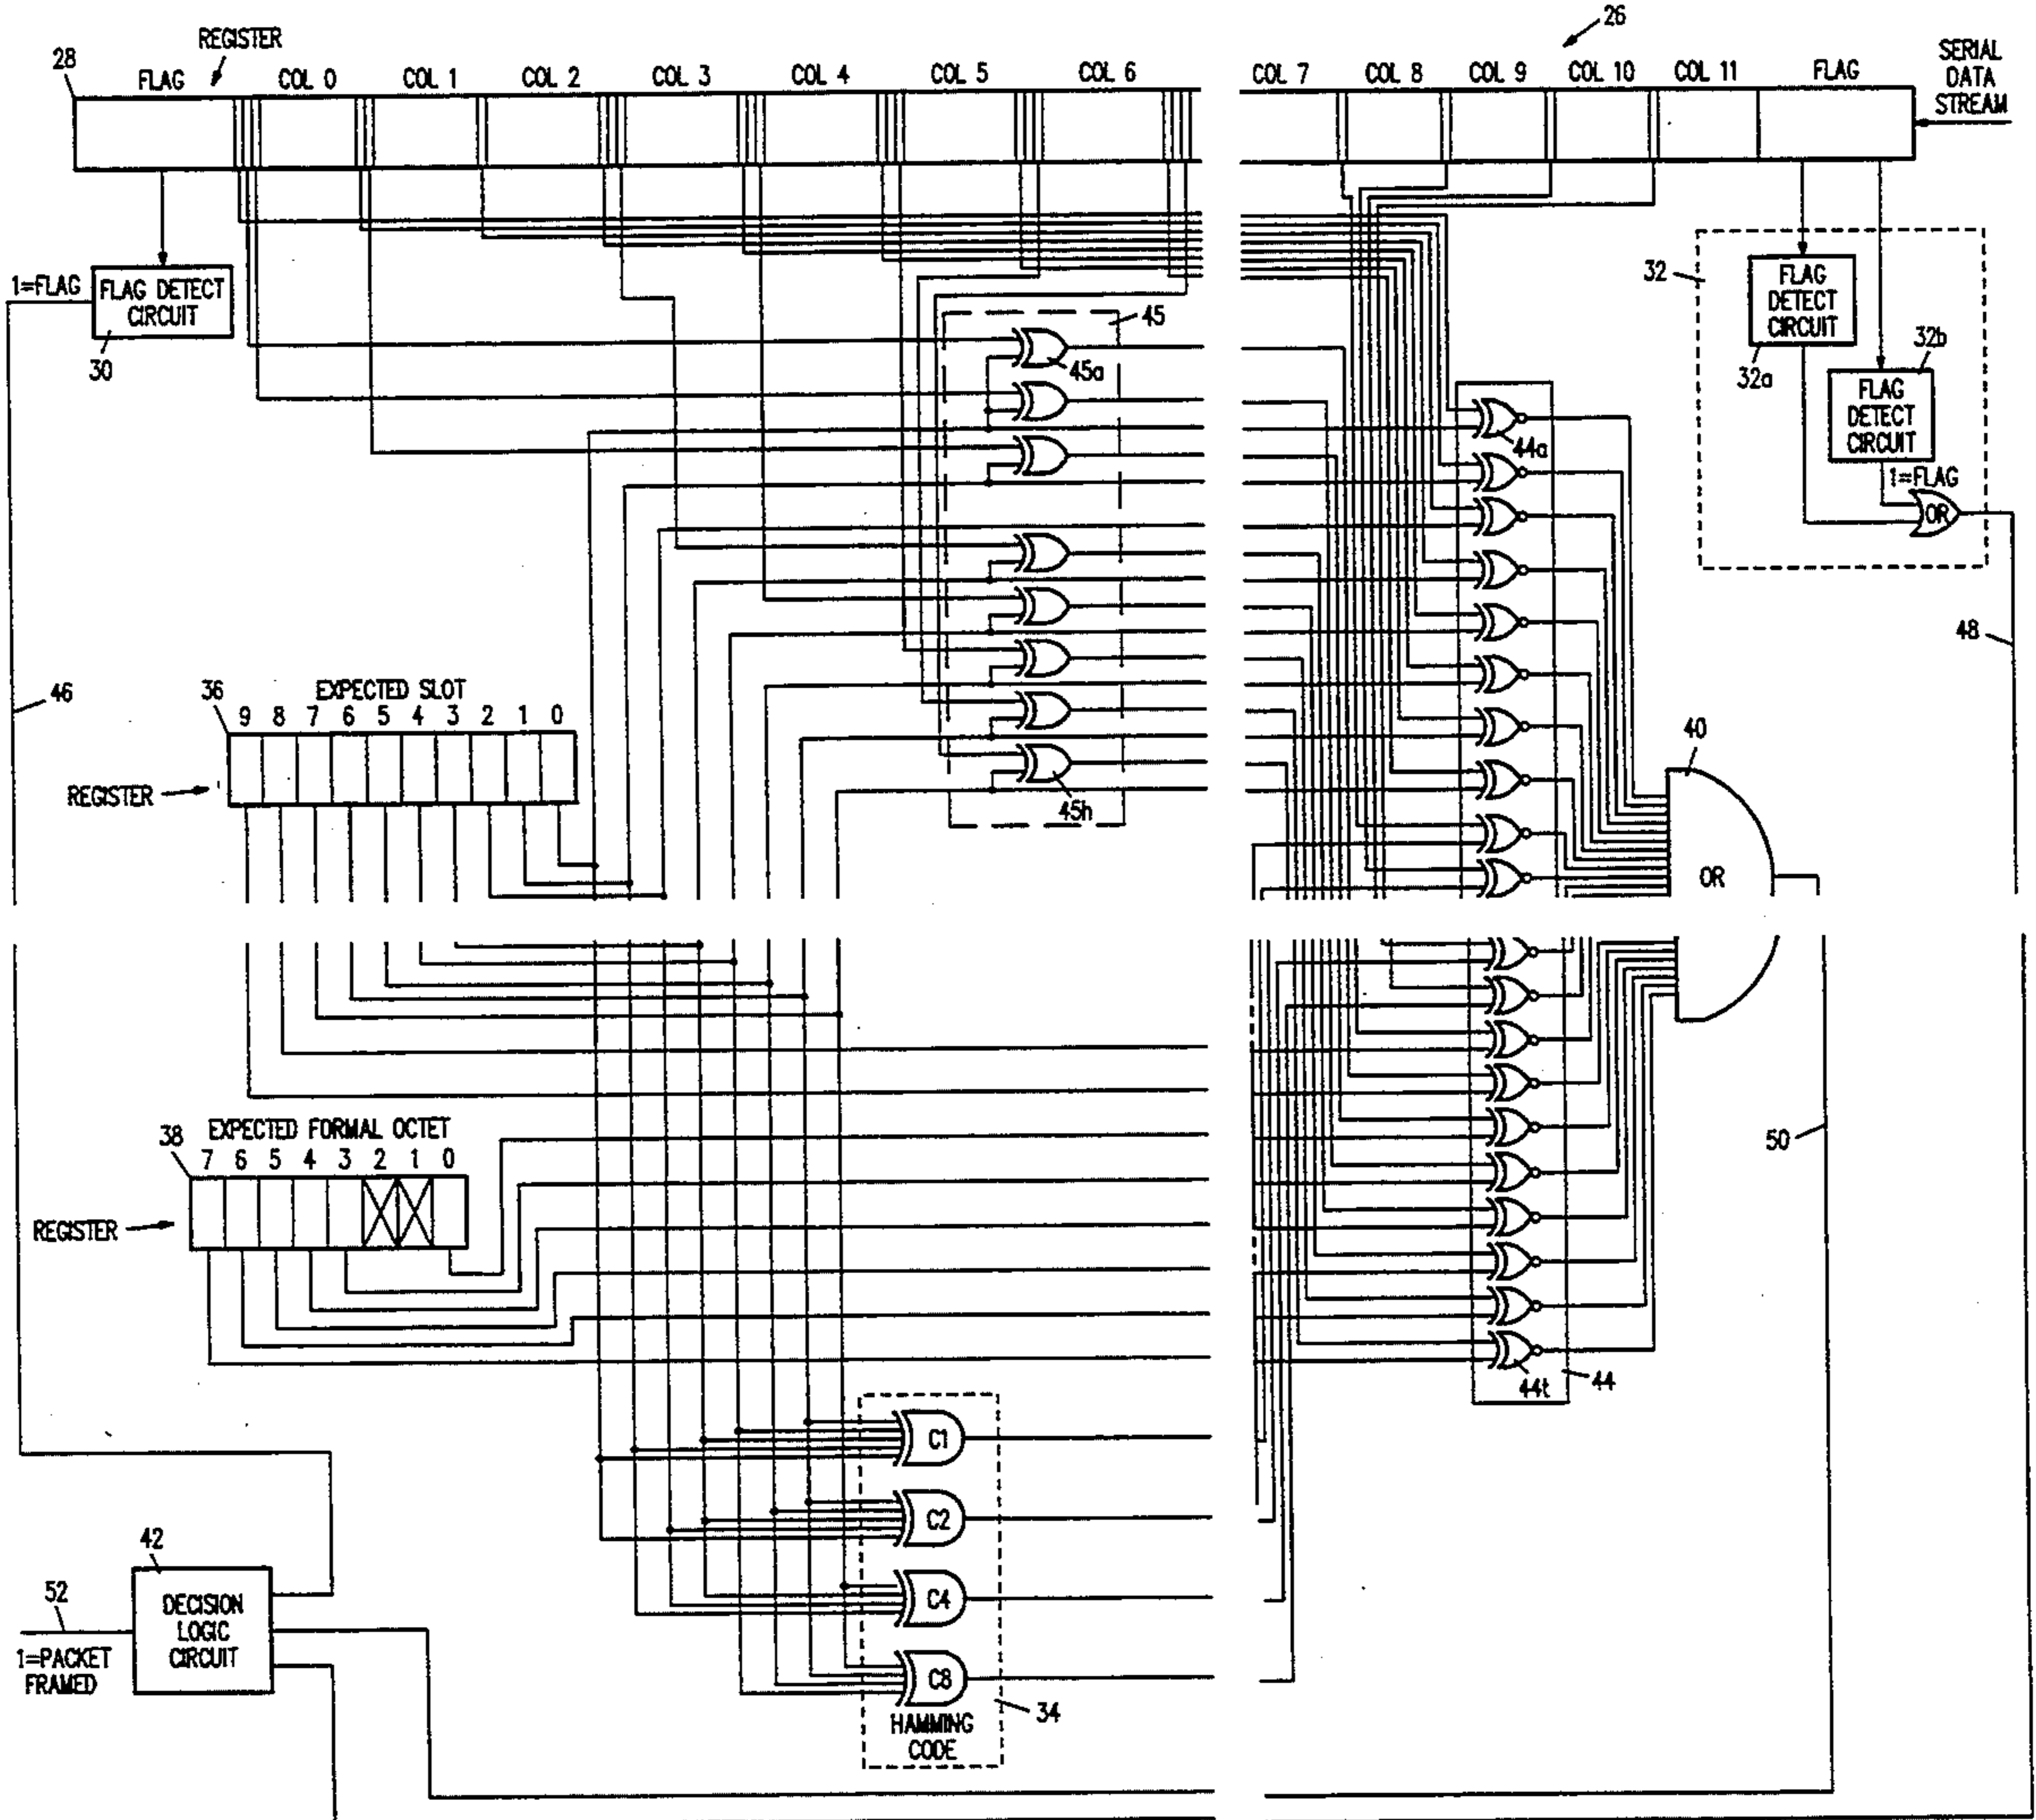 26
REGISTER
28
FLAG
COL 0
COL 1
COL 2
COL 3
COL 4
COL 5
COL 6
COL 7
COL 8
COL 9
COL 10
COL 11
FLAG
SERIAL
DATA
STREAM
1=FLAG
FLAG DETECT
CIRCUIT
30
45
45a
32
FLAG
DETECT
CIRCUIT
32a
32b
FLAG
DETECT
CIRCUIT
1=FLAG
OR
44a
48
46
36
EXPECTED SLOT
9 8 7 6 5 4 3 2 1 0
REGISTER
45h
40
OR
38
EXPECTED FORMAL OCTET
7 6 5 4 3 2 1 0
REGISTER
50
44t
44
C1
C2
C4
C8
HAMMING
CODE
34
42
DECISION
LOGIC
CIRCUIT
52
1=PACKET
FRAMED